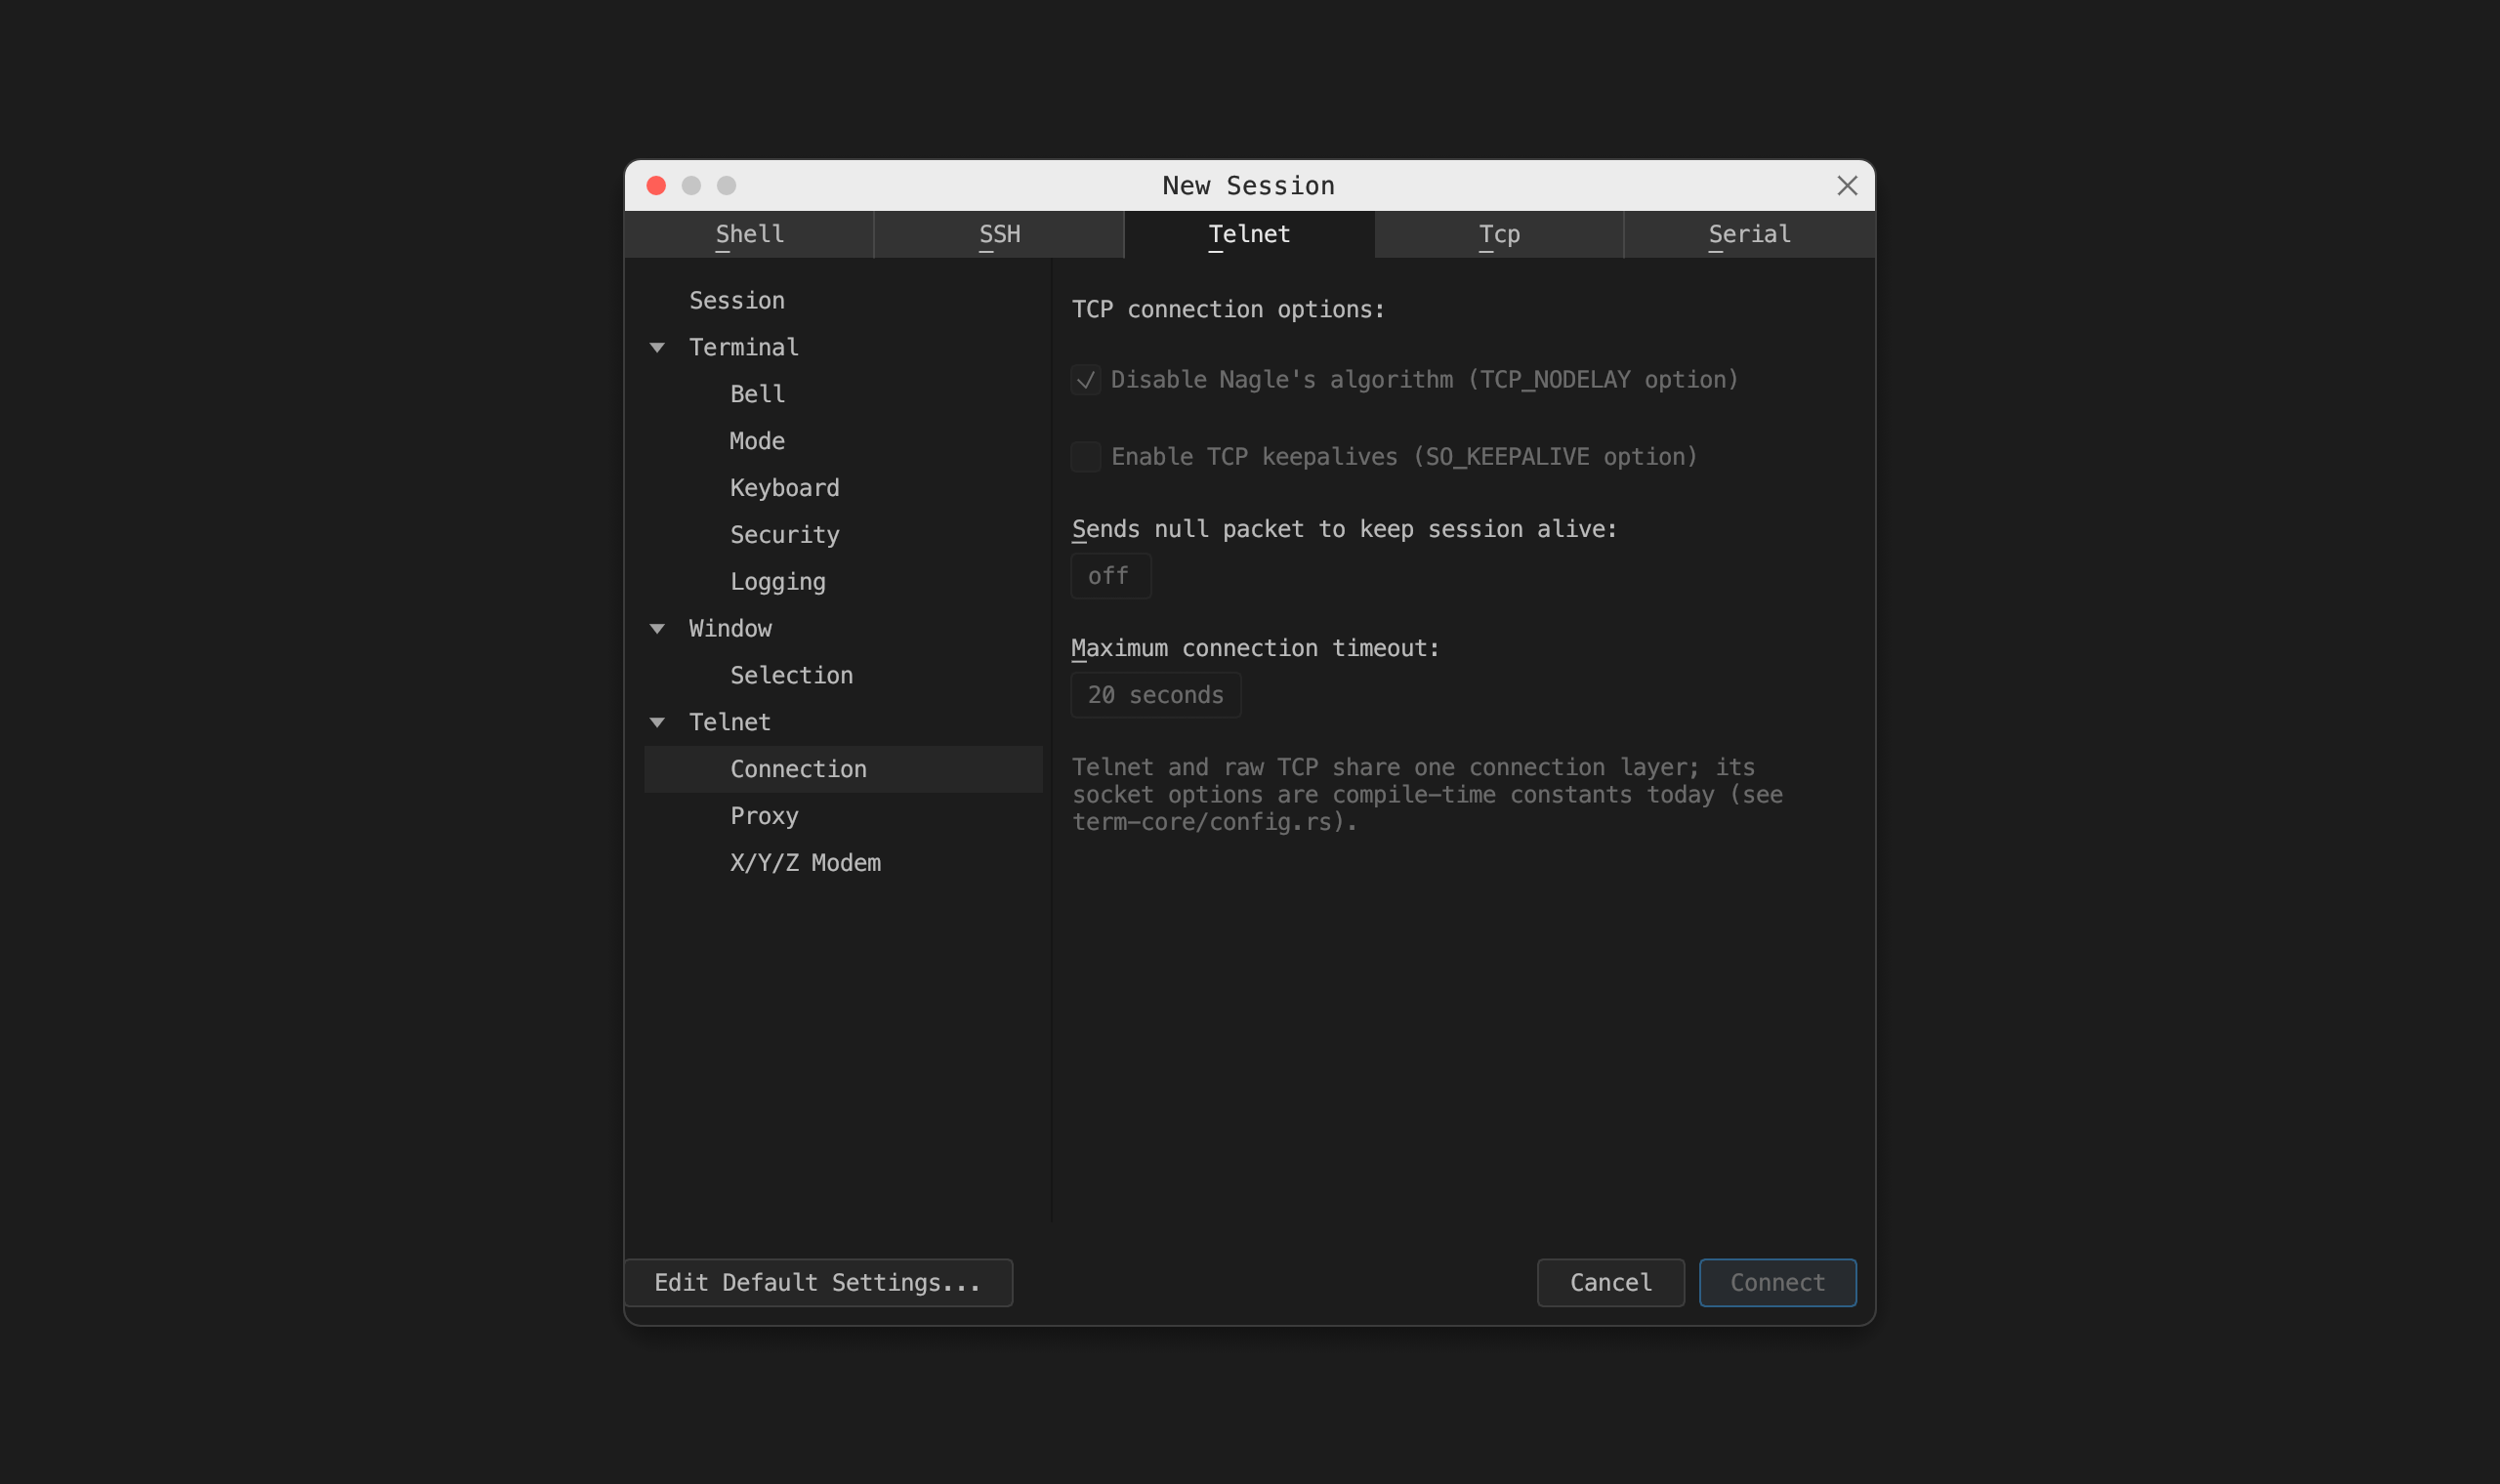 New Session
Shell
SSH
Telnet
Tcp
Serial
Session
Terminal
Bell
Mode
Keyboard
Security
Logging
Window
Selection
Telnet
Connection
Proxy
X/Y/Z Modem
TCP connection options:
Disable Nagle's algorithm (TCP_NODELAY option)
Enable TCP keepalives (SO_KEEPALIVE option)
Sends null packet to keep session alive:
off
Maximum connection timeout:
20 seconds
Telnet and raw TCP share one connection layer; its
socket options are compile-time constants today (see
term-core/config.rs).
Edit Default Settings...
Cancel
Connect